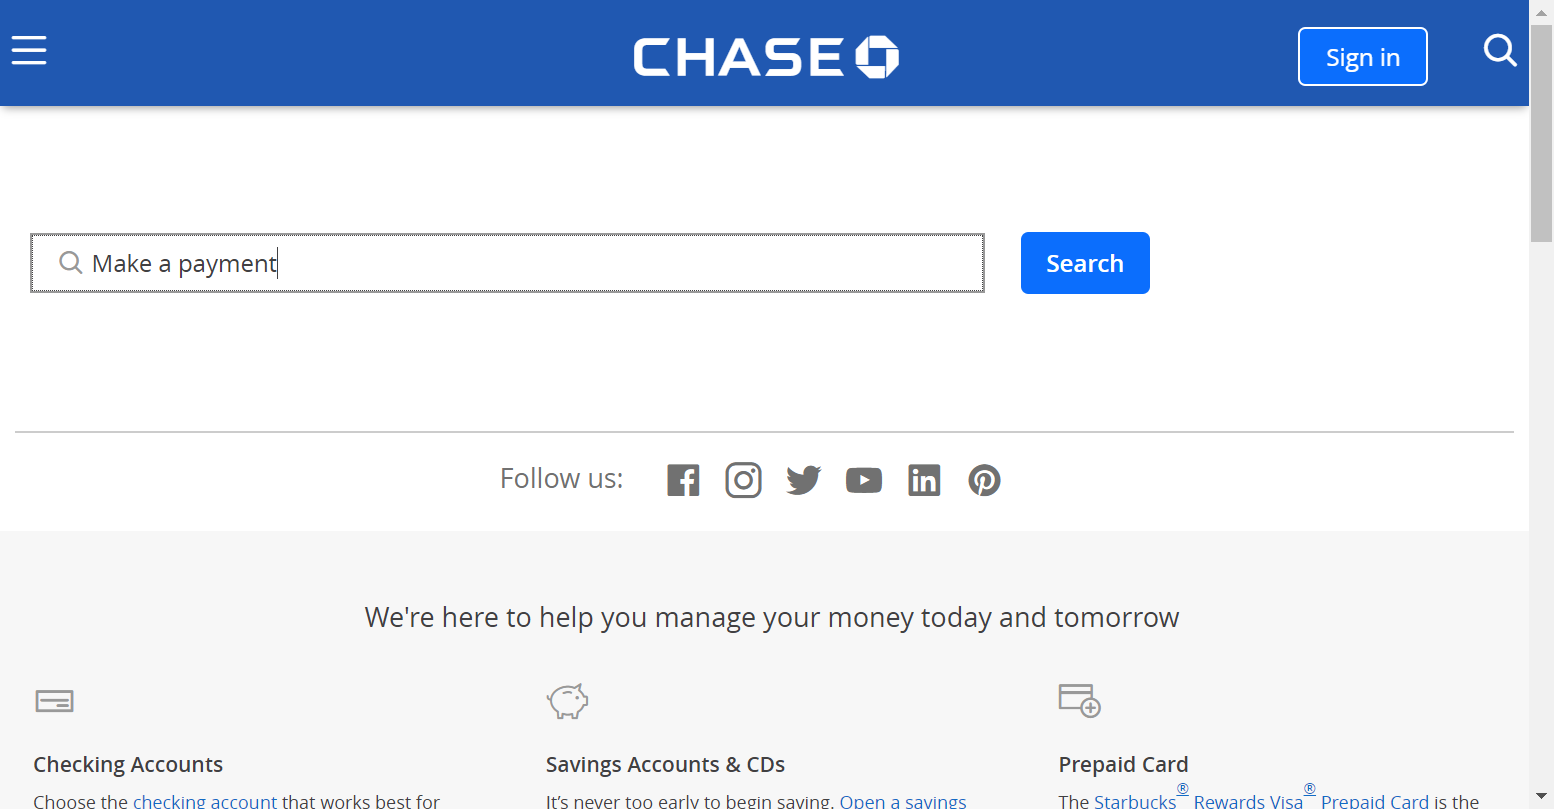 CHASE
Sign in
Make a payment
Search
Follow us:
We're here to help you manage your money today and tomorrow
Checking Accounts
Savings Accounts & CDs
Prepaid Card
Choose the checking account that works best for
It's never too early to begin saving. Open a savings
The Starbucks® Rewards Visa® Prepaid Card is the